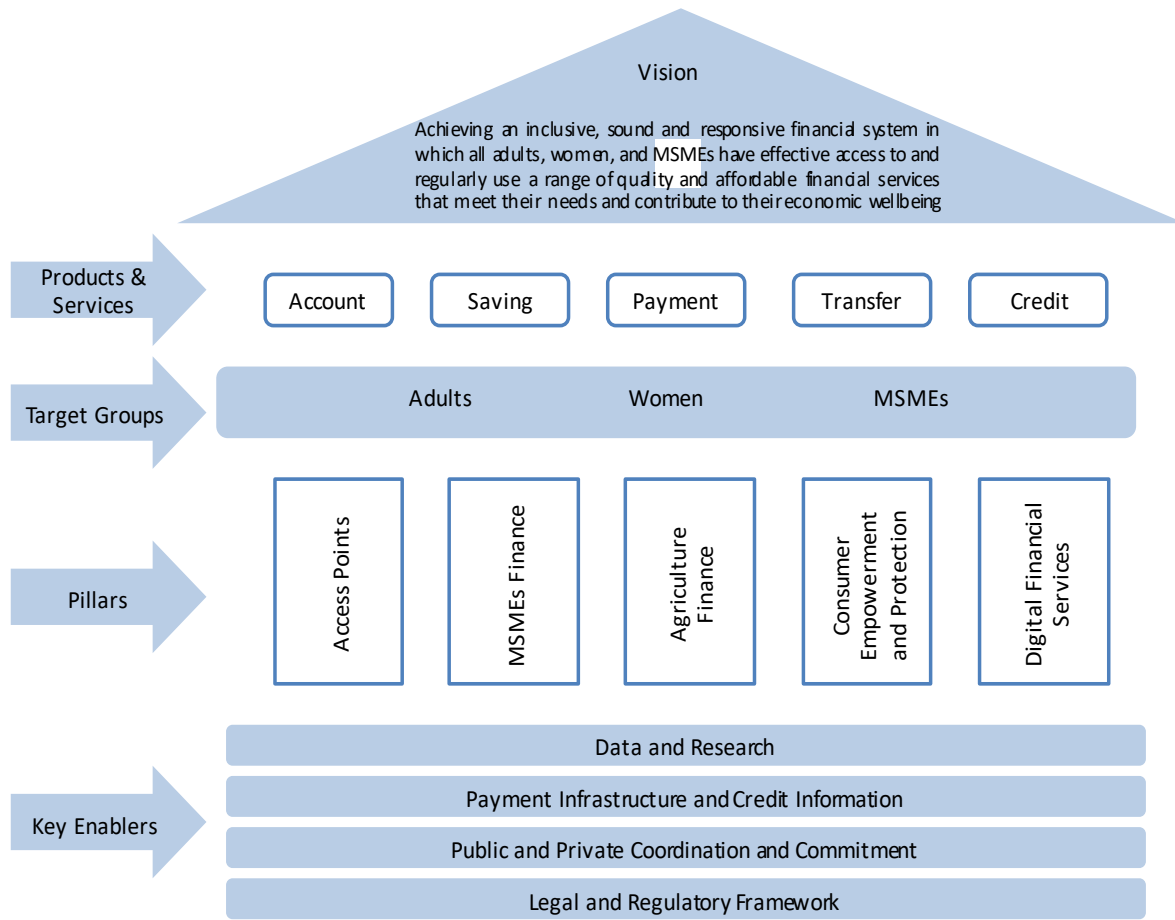 Vision
Achieving an inclusive, sound and responsive financial system in
which all adults, women, and MSMEs have effective access to and
regularly use a range of quality and affordable financial services
that meet their needs and contribute to their economic wellbeing
Products &
Services
Account
Saving
Payment
Transfer
Credit
Target Groups
Adults
Women
MSMEs
Pillars
Access Points
MSMEs Finance
Agriculture
Finance
Consumer
Empowerment
and Protection
Digital Financial
Services
Key Enablers
Data and Research
Payment Infrastructure and Credit Information
Public and Private Coordination and Commitment
Legal and Regulatory Framework